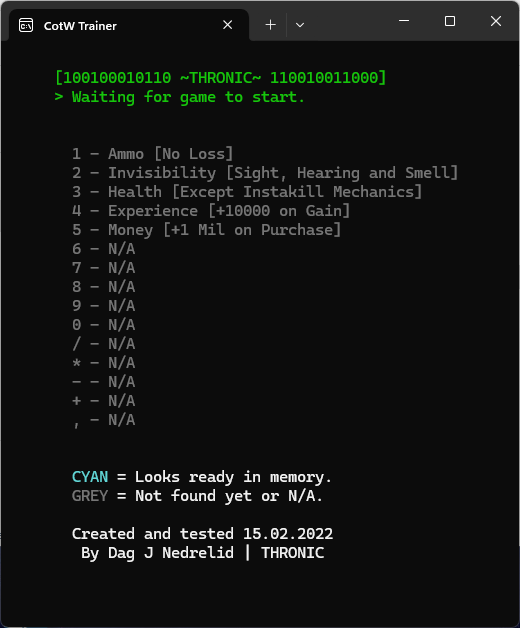 CotW Trainer
[100100010110 ~THRONIC~ 110010011000]
> Waiting for game to start.
1 - Ammo [No Loss]
2 - Invisibility [Sight, Hearing and Smell]
3 - Health [Except Instakill Mechanics]
4 - Experience [+10000 on Gain]
5 - Money [+1 Mil on Purchase]
6 - N/A
7 - N/A
8 - N/A
9 - N/A
0 - N/A
/ - N/A
* - N/A
- - N/A
+ - N/A
, - N/A
CYAN = Looks ready in memory.
GREY = Not found yet or N/A.
Created and tested 15.02.2022
By Dag J Nedrelid | THRONIC